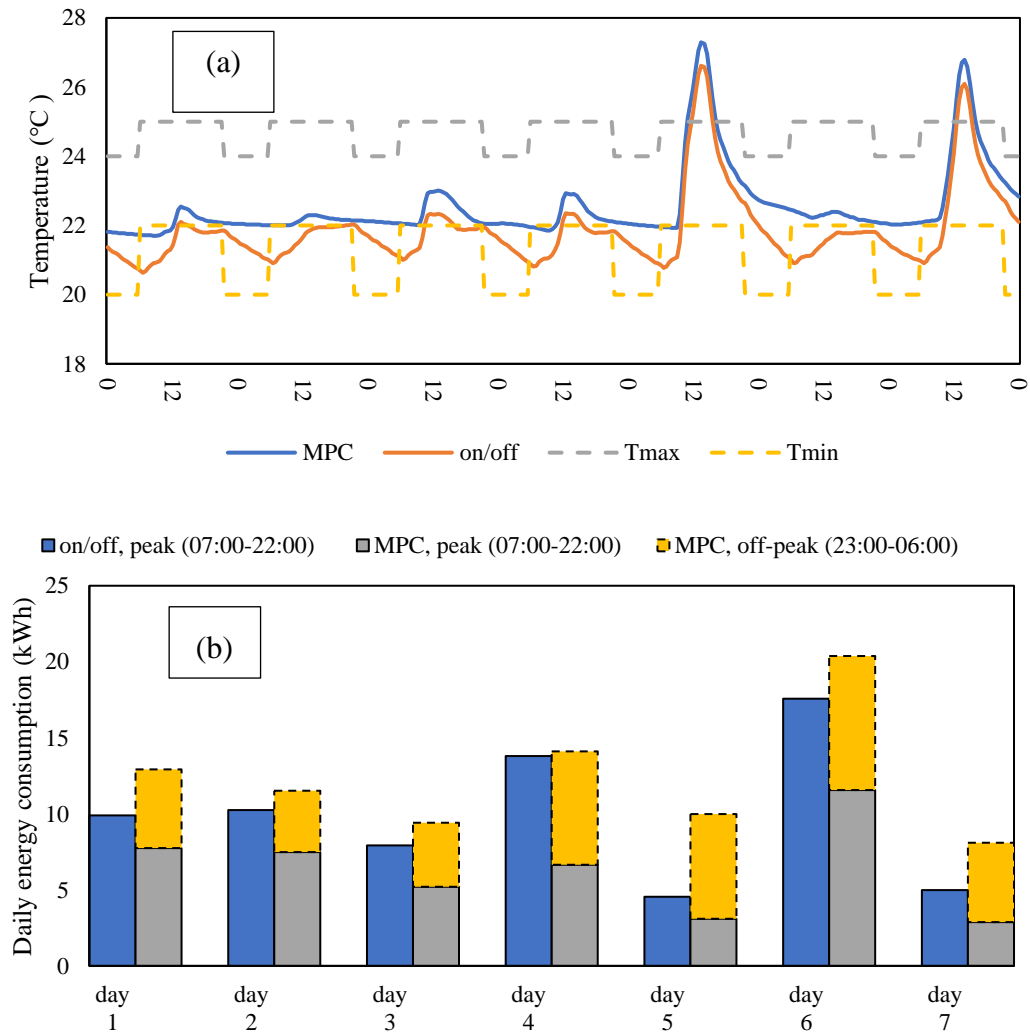 28
26
24
22
20
18
Temperature (°C )
(a)
0 12 0 12 0 12 0 12 0 12 0 12 0 12 0
MPC on/off Tmax Tmin
on/off, peak (07:00-22:00) MPC, peak (07:00-22:00) MPC, off-peak (23:00-06:00)
25
20
15
10
5
0
Daily energy consumption (kWh)
(b)
day day day day day day day
1 2 3 4 5 6 7